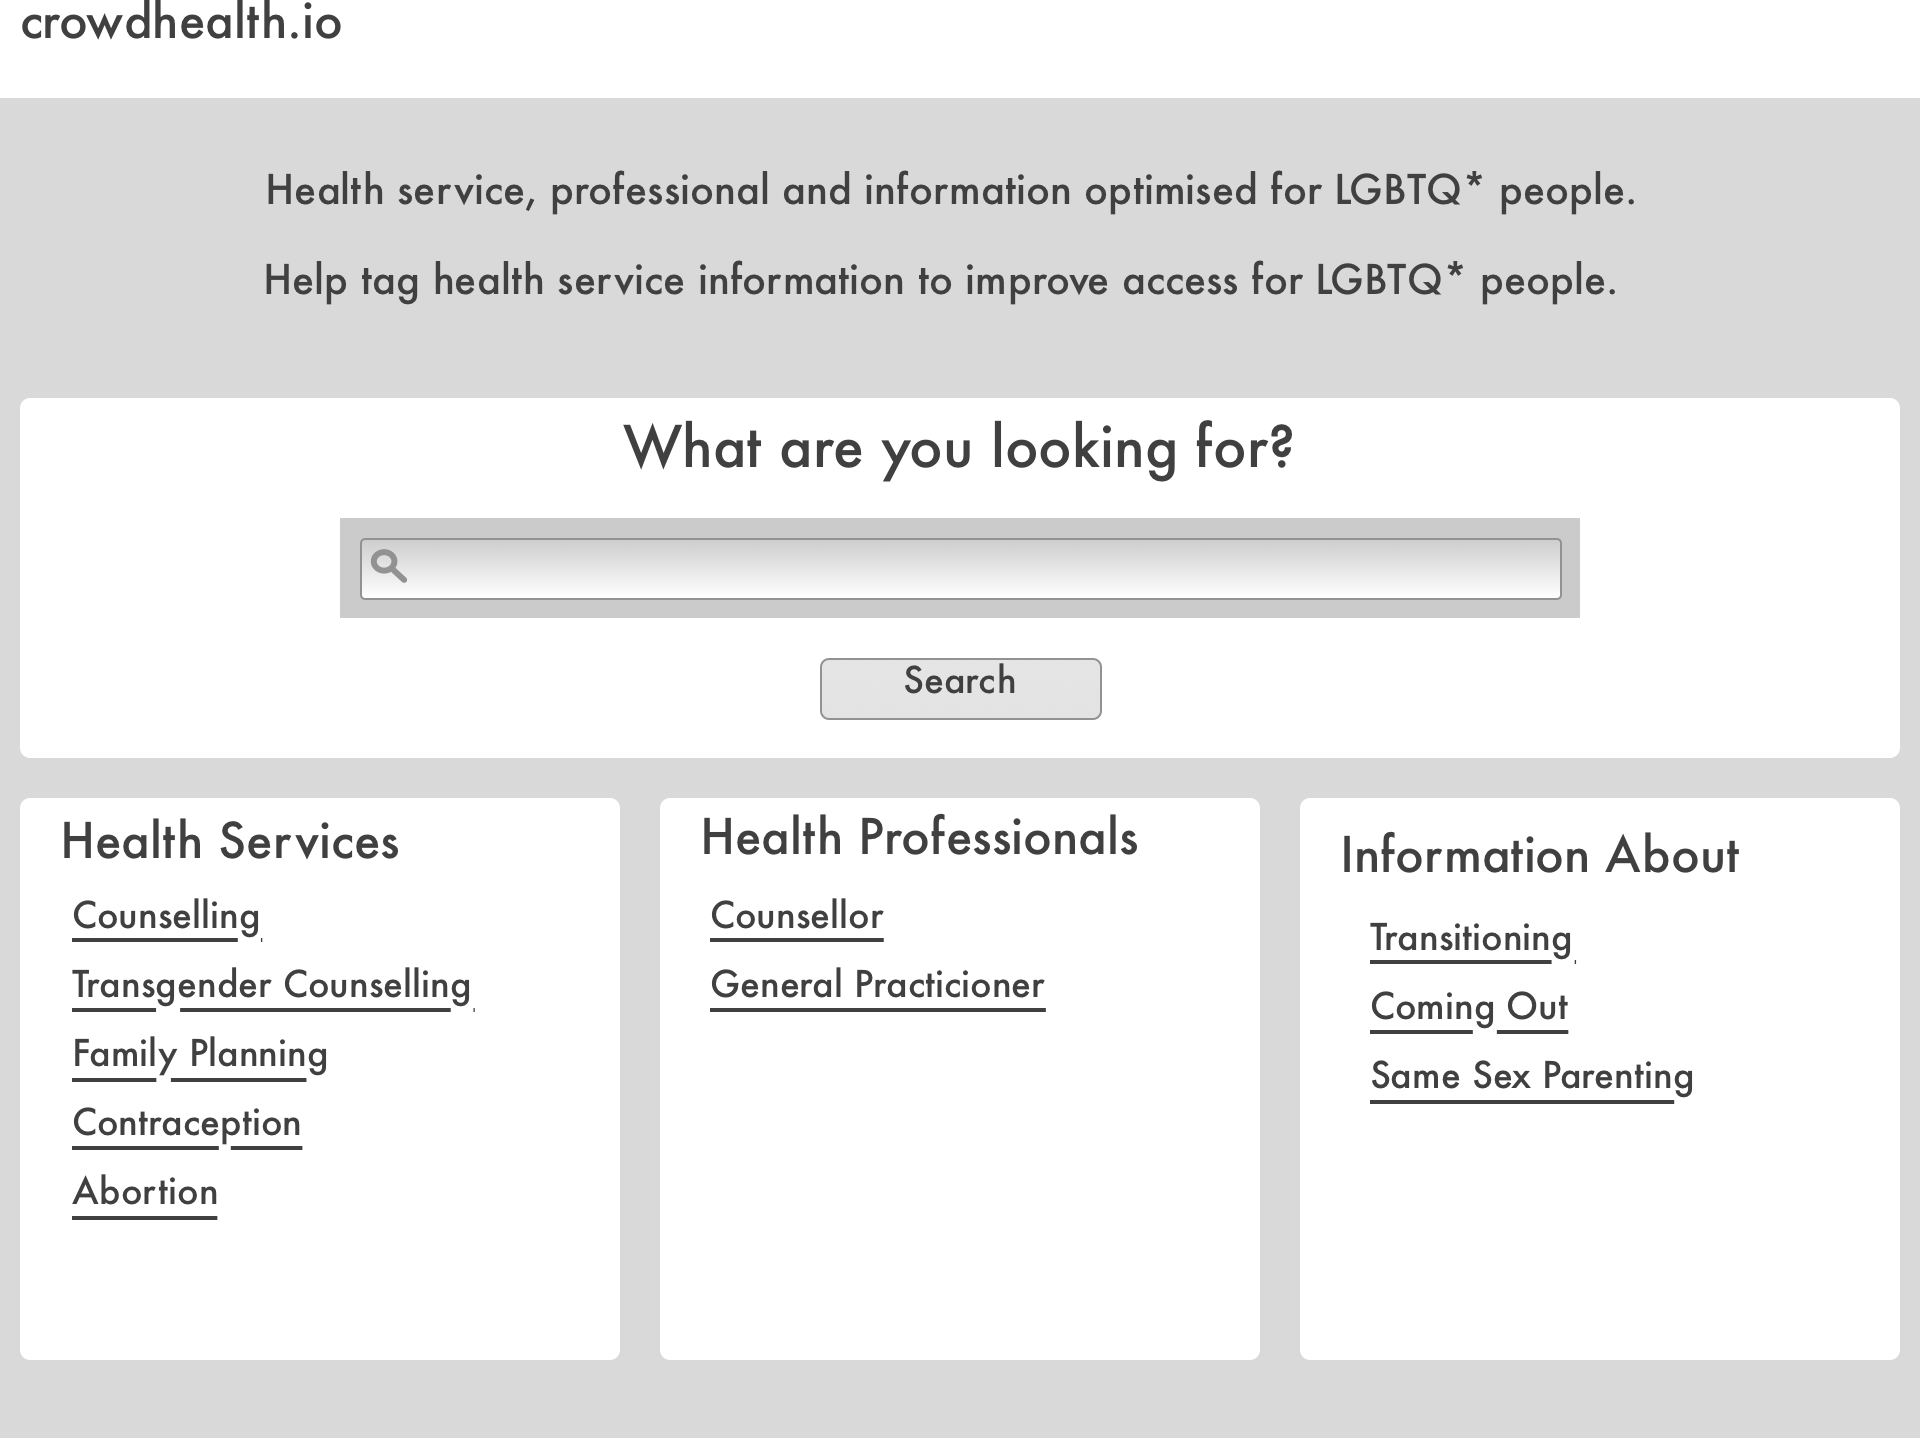 crowdhealth.io
Health service, professional and information optimised for LGBTQ* people.
Help tag health service information to improve access for LGBTQ* people.
What are you looking for?
Search
Health Services
Counselling
Transgender Counselling
Family Planning
Contraception
Abortion
Health Professionals
Counsellor
General Practicioner
Information About
Transitioning
Coming Out
Same Sex Parenting